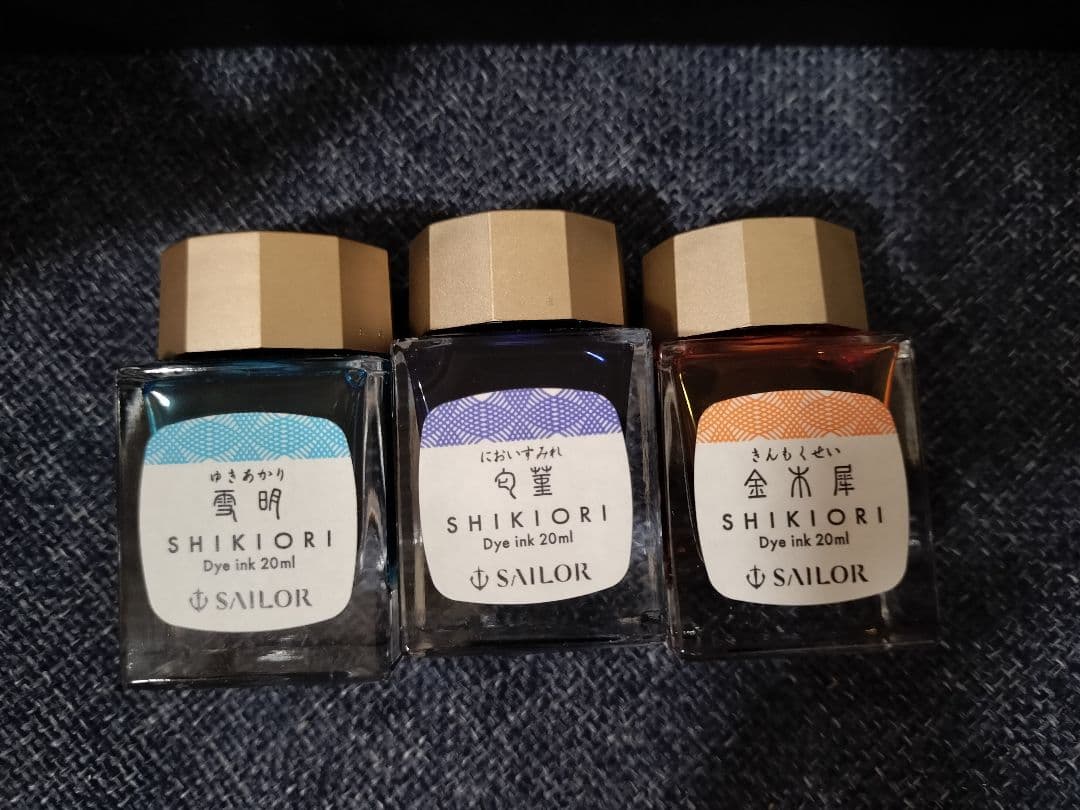 ゆきあかり
雪明
SHIKIORI
Dye ink 20ml
SAILOR
においすみれ
匂菫
SHIKIORI
Dye ink 20ml
SAILOR
きんもくせい
金木犀
SHIKIORI
Dye ink 20ml
SAILOR